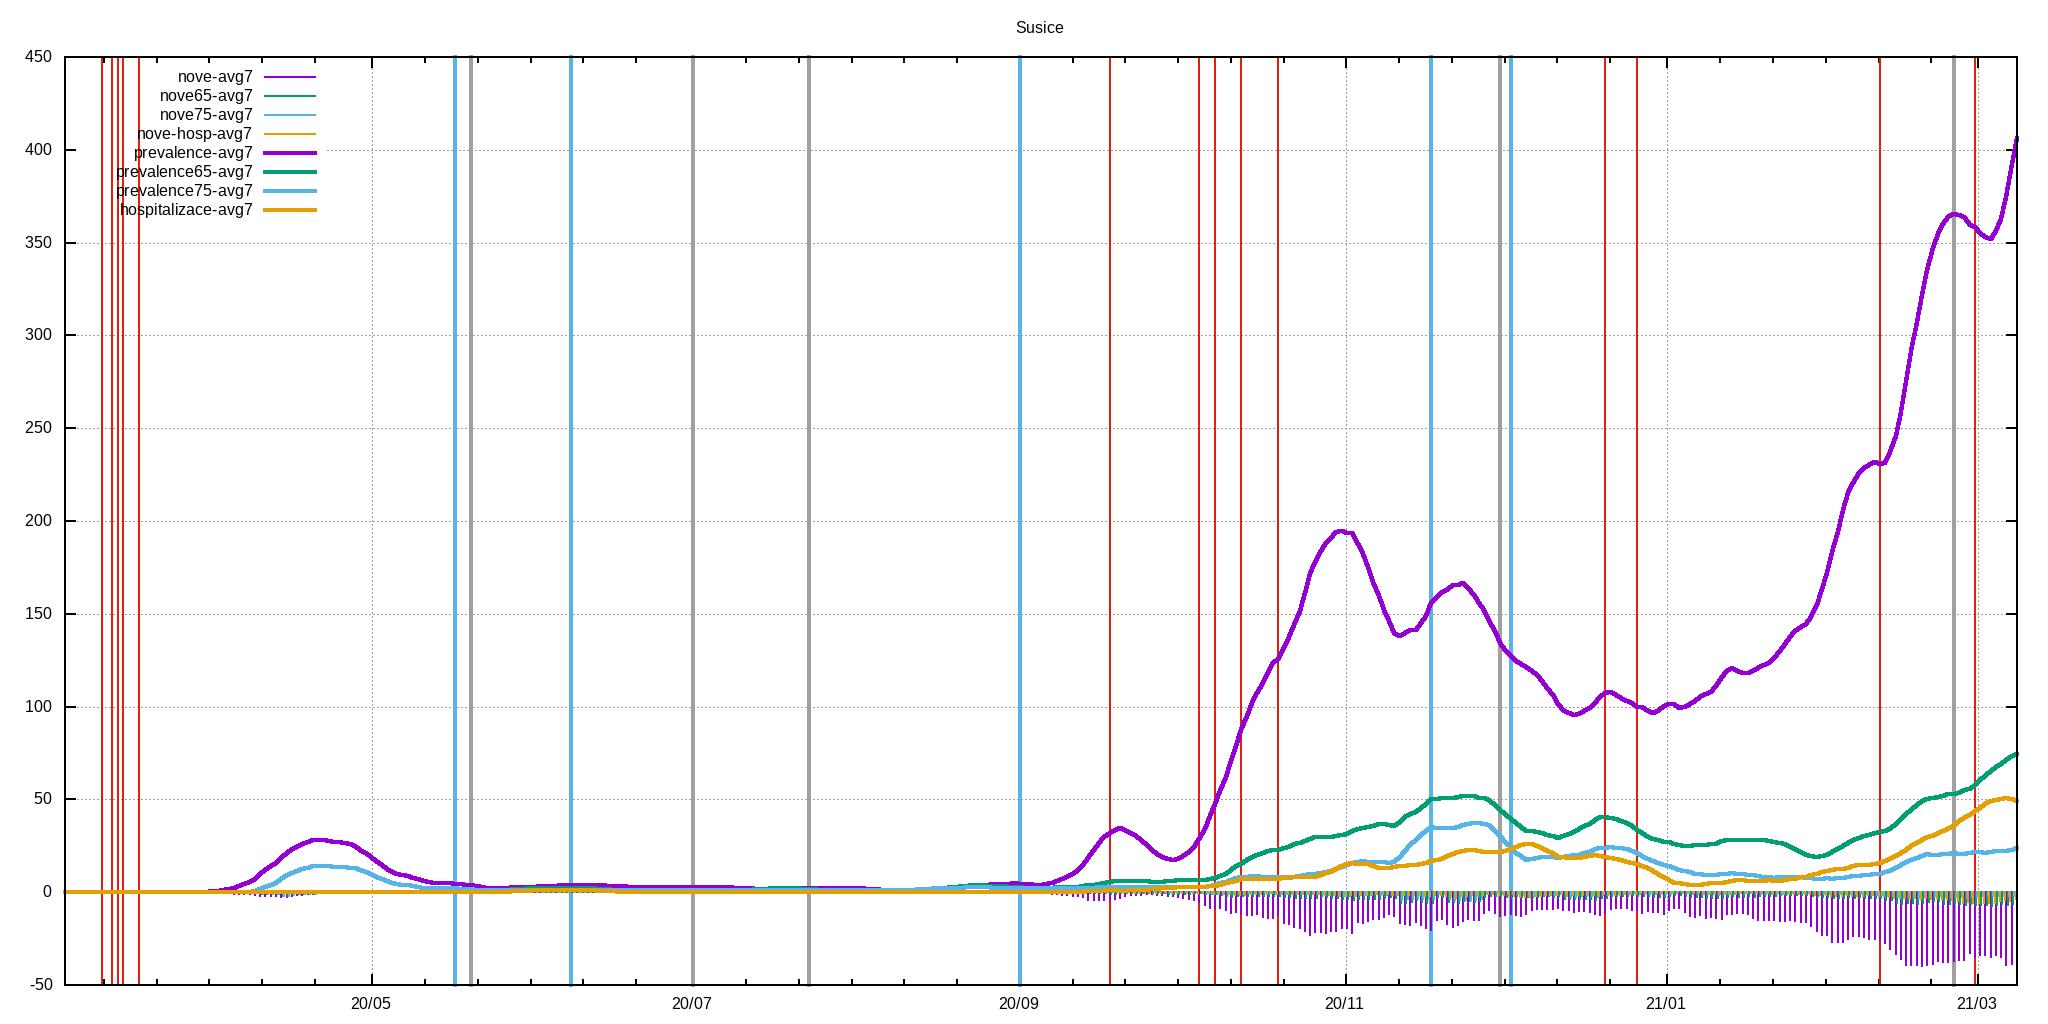 Susice
450
400
350
300
250
200
150
100
50
0
-50
nove-avg7
nove65-avg7
nove75-avg7
nove-hosp-avg7
prevalence-avg7
prevalence65-avg7
prevalence75-avg7
hospitalizace-avg7
20/05 20/07 20/09 20/11 21/01 21/03